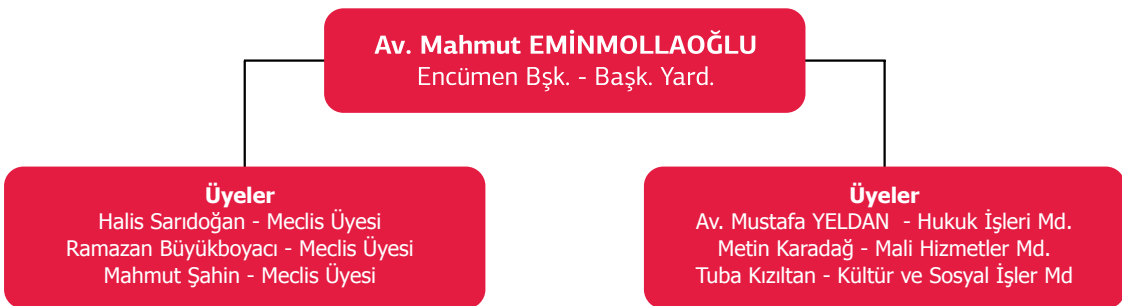 Av. Mahmut EMİNMOLLAOĞLU
Encümen Bşk. - Başk. Yard.
Üyeler
Halis Sarıdoğan - Meclis Üyesi
Ramazan Büyükboyacı - Meclis Üyesi
Mahmut Şahin - Meclis Üyesi
Üyeler
Av. Mustafa YELDAN - Hukuk İşleri Md.
Metin Karadağ - Mali Hizmetler Md.
Tuba Kızıltan - Kültür ve Sosyal İşler Md